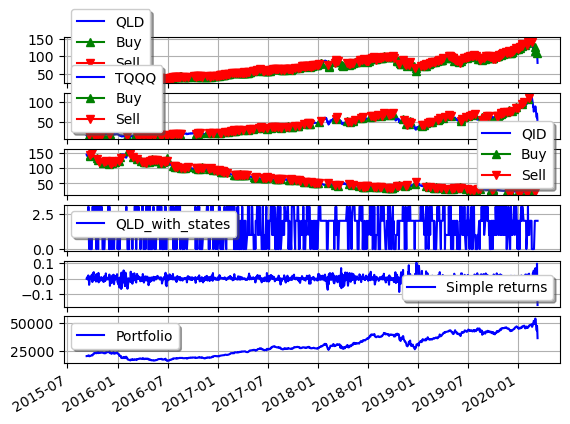 QLD
Buy
Sell
150
100
50
TQQQ
Buy
Sell
100
50
QID
Buy
Sell
150
100
50
QLD_with_states
2.5
0.0
Simple returns
0.1
0.0
−0.1
Portfolio
50000
25000
2015-07
2016-01
2016-07
2017-01
2017-07
2018-01
2018-07
2019-01
2019-07
2020-01